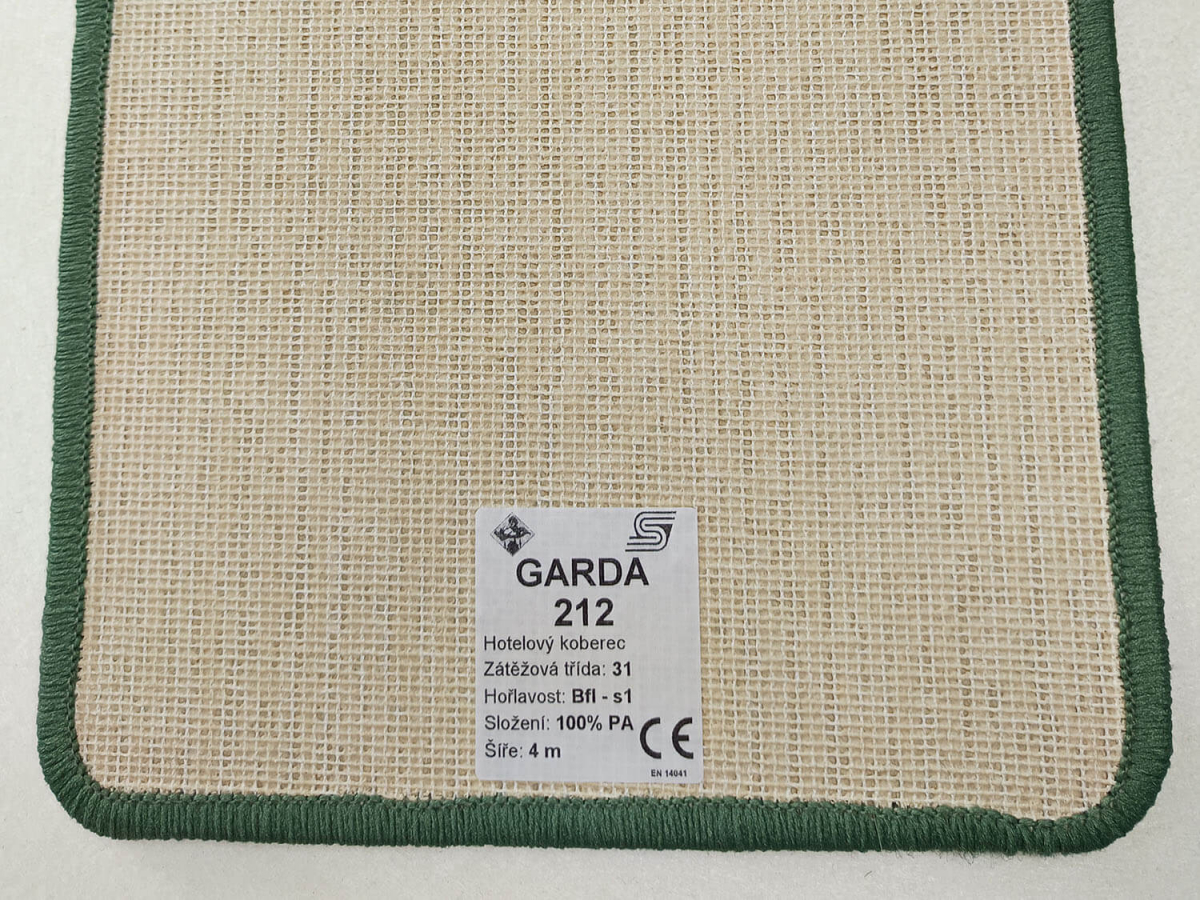 GARDA
212
Hotelový koberec
Zátěžová třída: 31
Hořlavost: Bfl - s1
Složení: 100% PA
Šíře: 4 m
CE
EN 14041